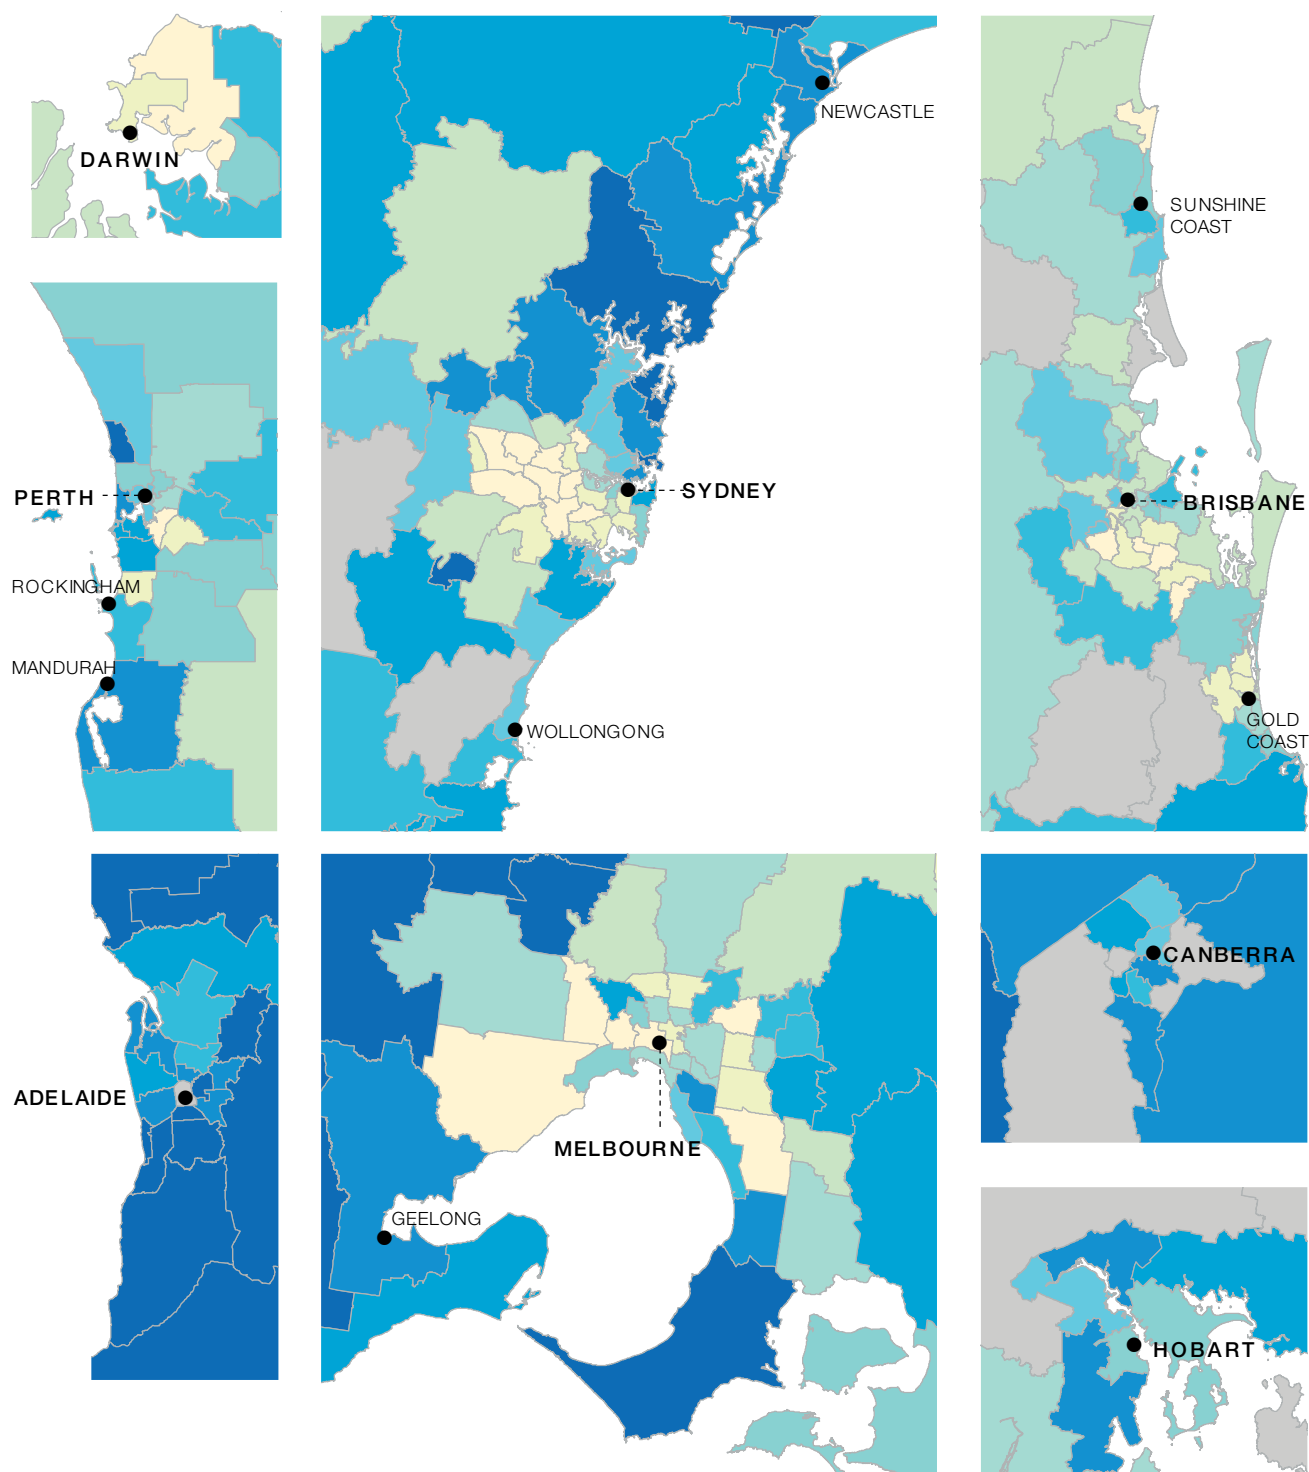 DARWIN
NEWCASTLE
SUNSHINE
COAST
PERTH
SYDNEY
BRISBANE
ROCKINGHAM
MANDURAH
WOLLONGONG
GOLD
COAST
ADELAIDE
MELBOURNE
GEELONG
CANBERRA
HOBART